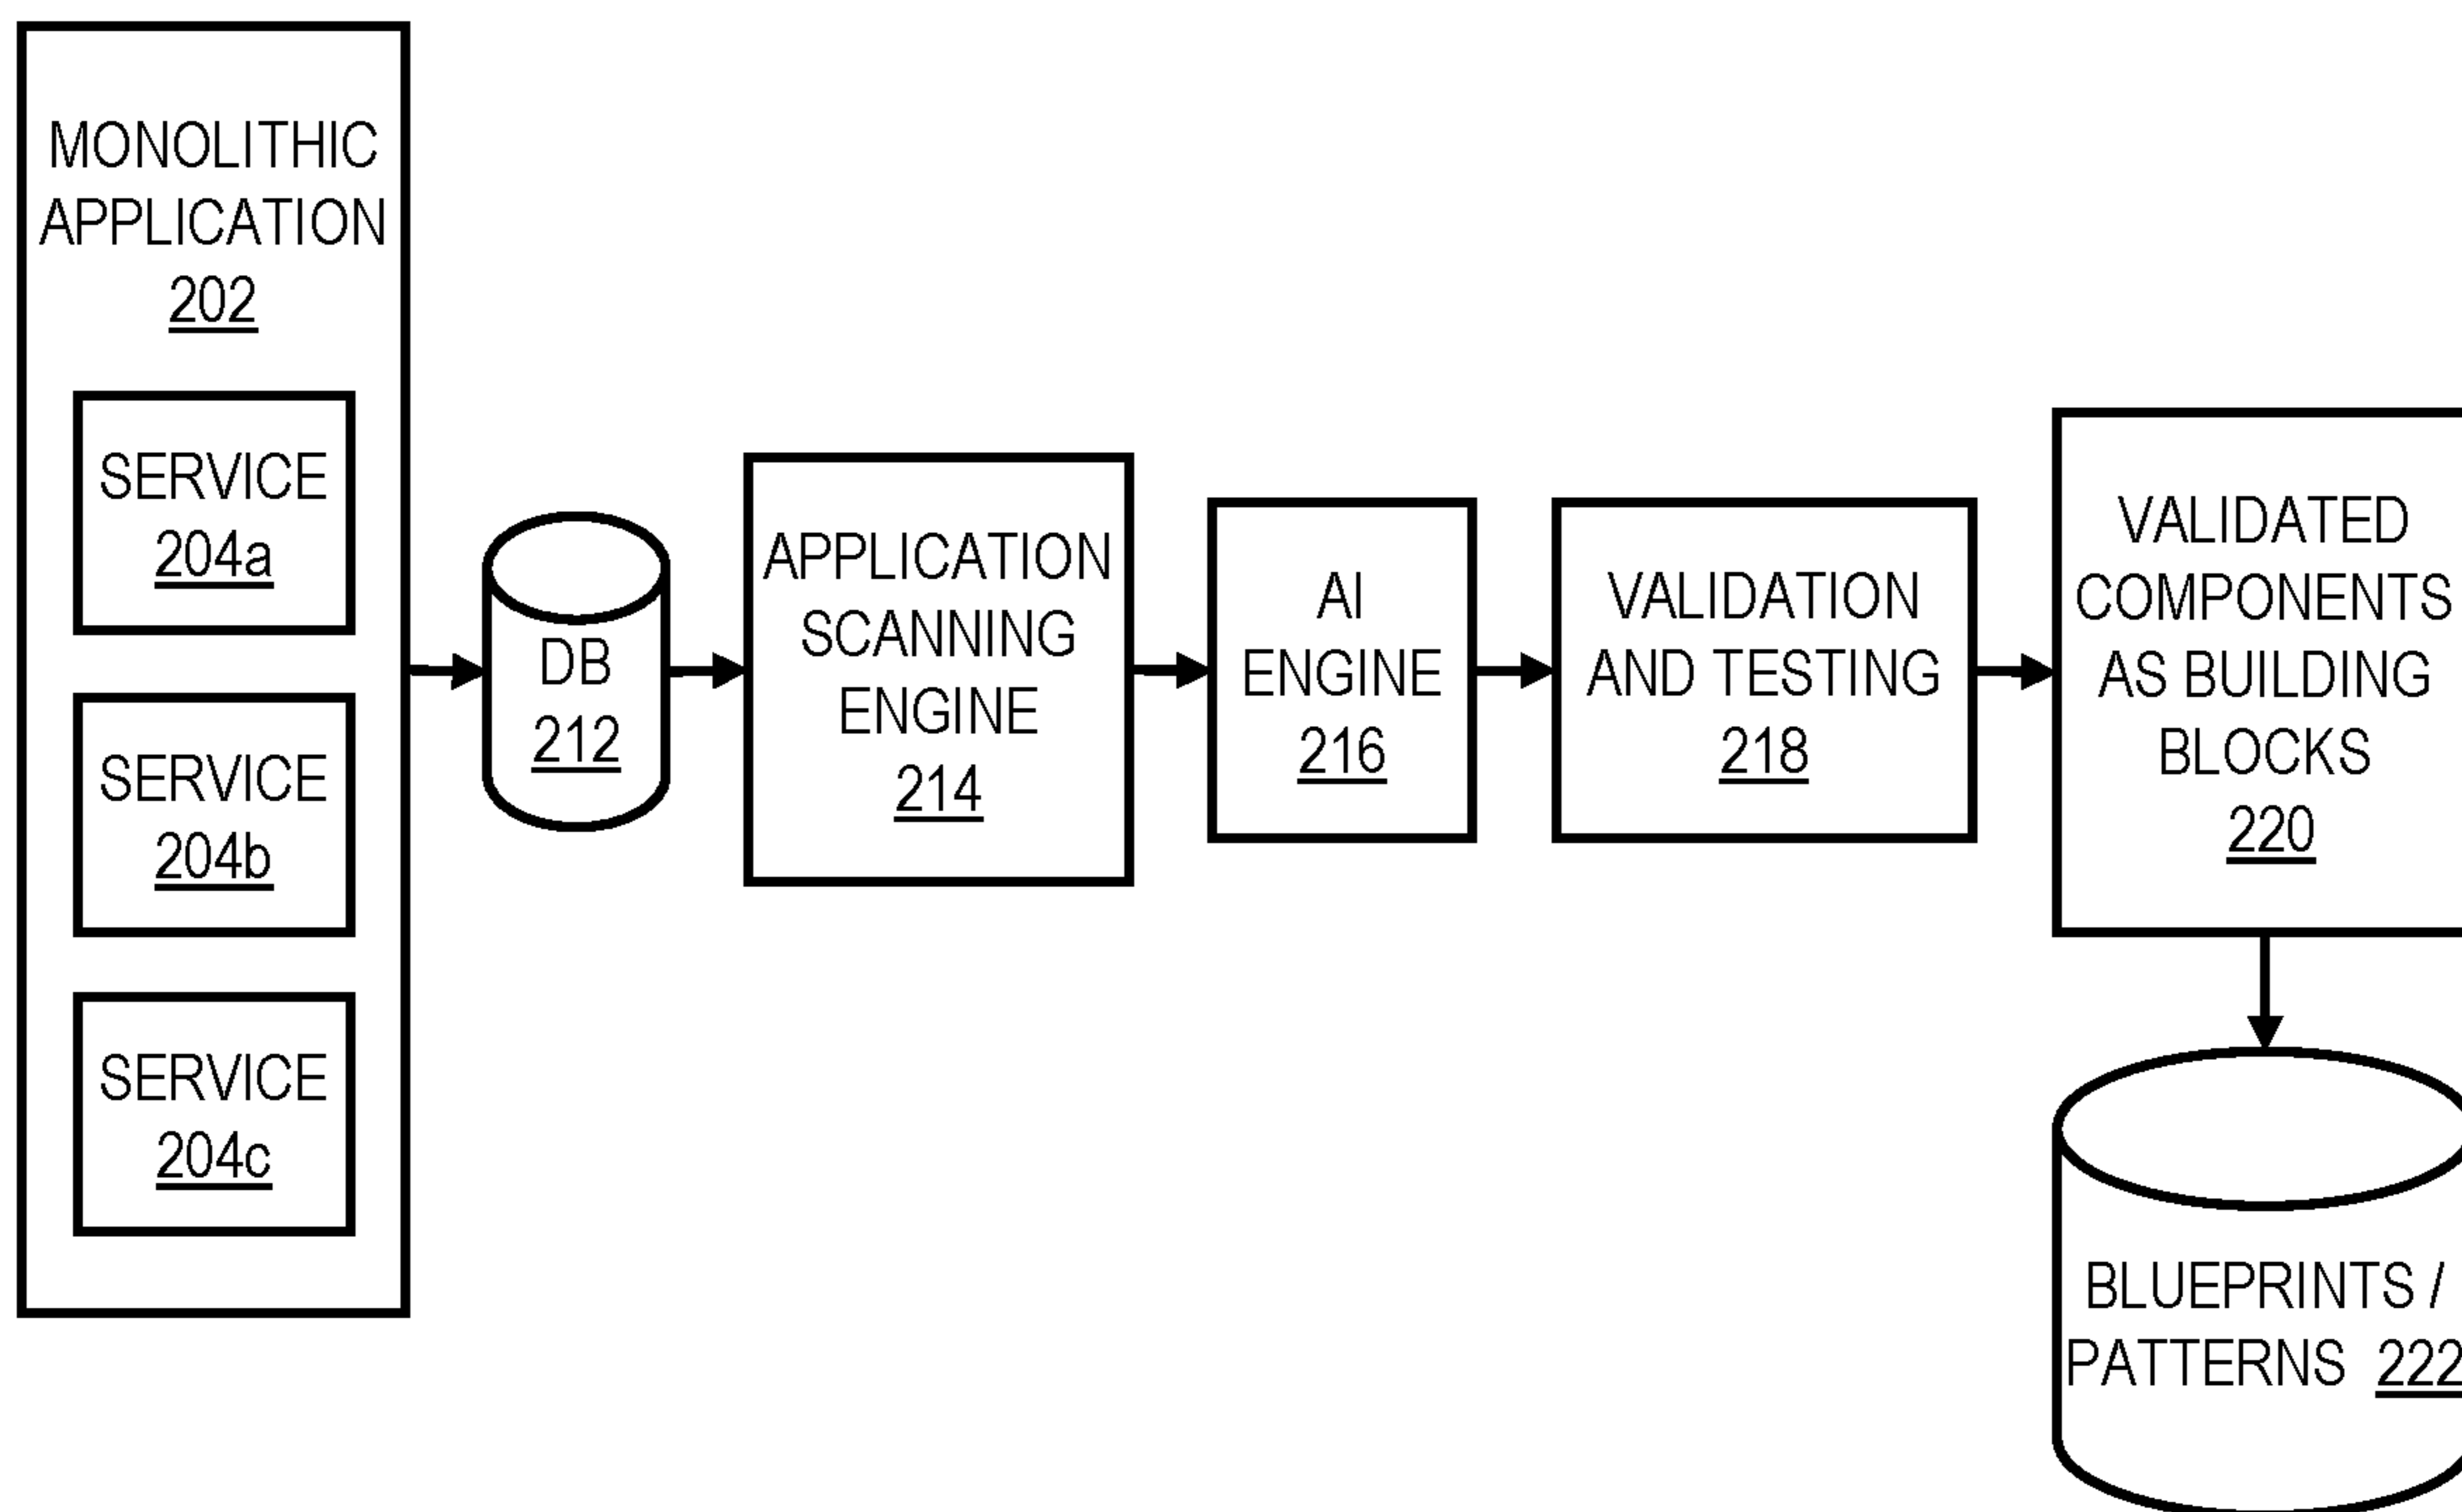 MONOLITHIC
APPLICATION
202
SERVICE
204a
SERVICE
204b
SERVICE
204c
DB
212
APPLICATION
SCANNING
ENGINE
214
AI
ENGINE
216
VALIDATION
AND TESTING
218
VALIDATED
COMPONENTS
AS BUILDING
BLOCKS
220
BLUEPRINTS /
PATTERNS 222